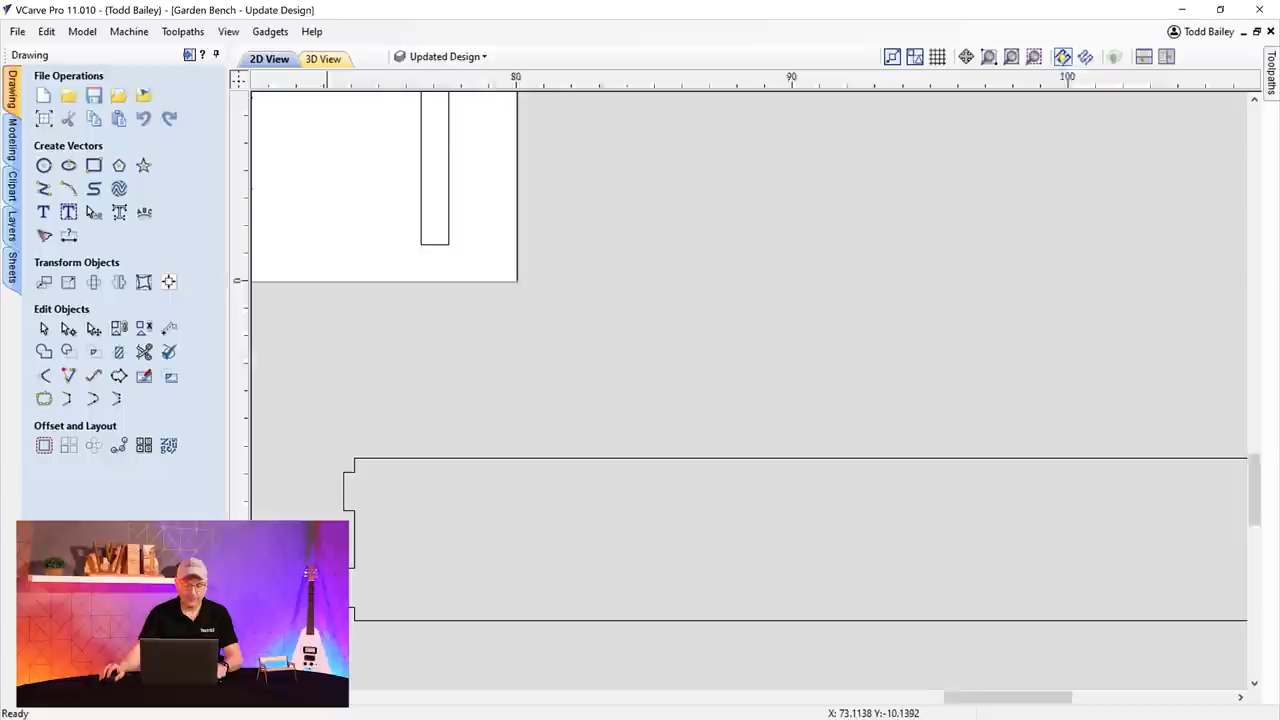 VCarve Pro 11.010 - {Todd Bailey} - [Garden Bench - Update Design]
File Edit Model Machine Toolpaths View Gadgets Help
Todd Bailey
Drawing
2D View
3D View
Updated Design
Toolpaths
Drawing
Modeling
Clipart
Layers
Sheets
File Operations
Create Vectors
Transform Objects
Edit Objects
Offset and Layout
80
90
100
0
Ready
X: 73.1138 Y:-10.1392